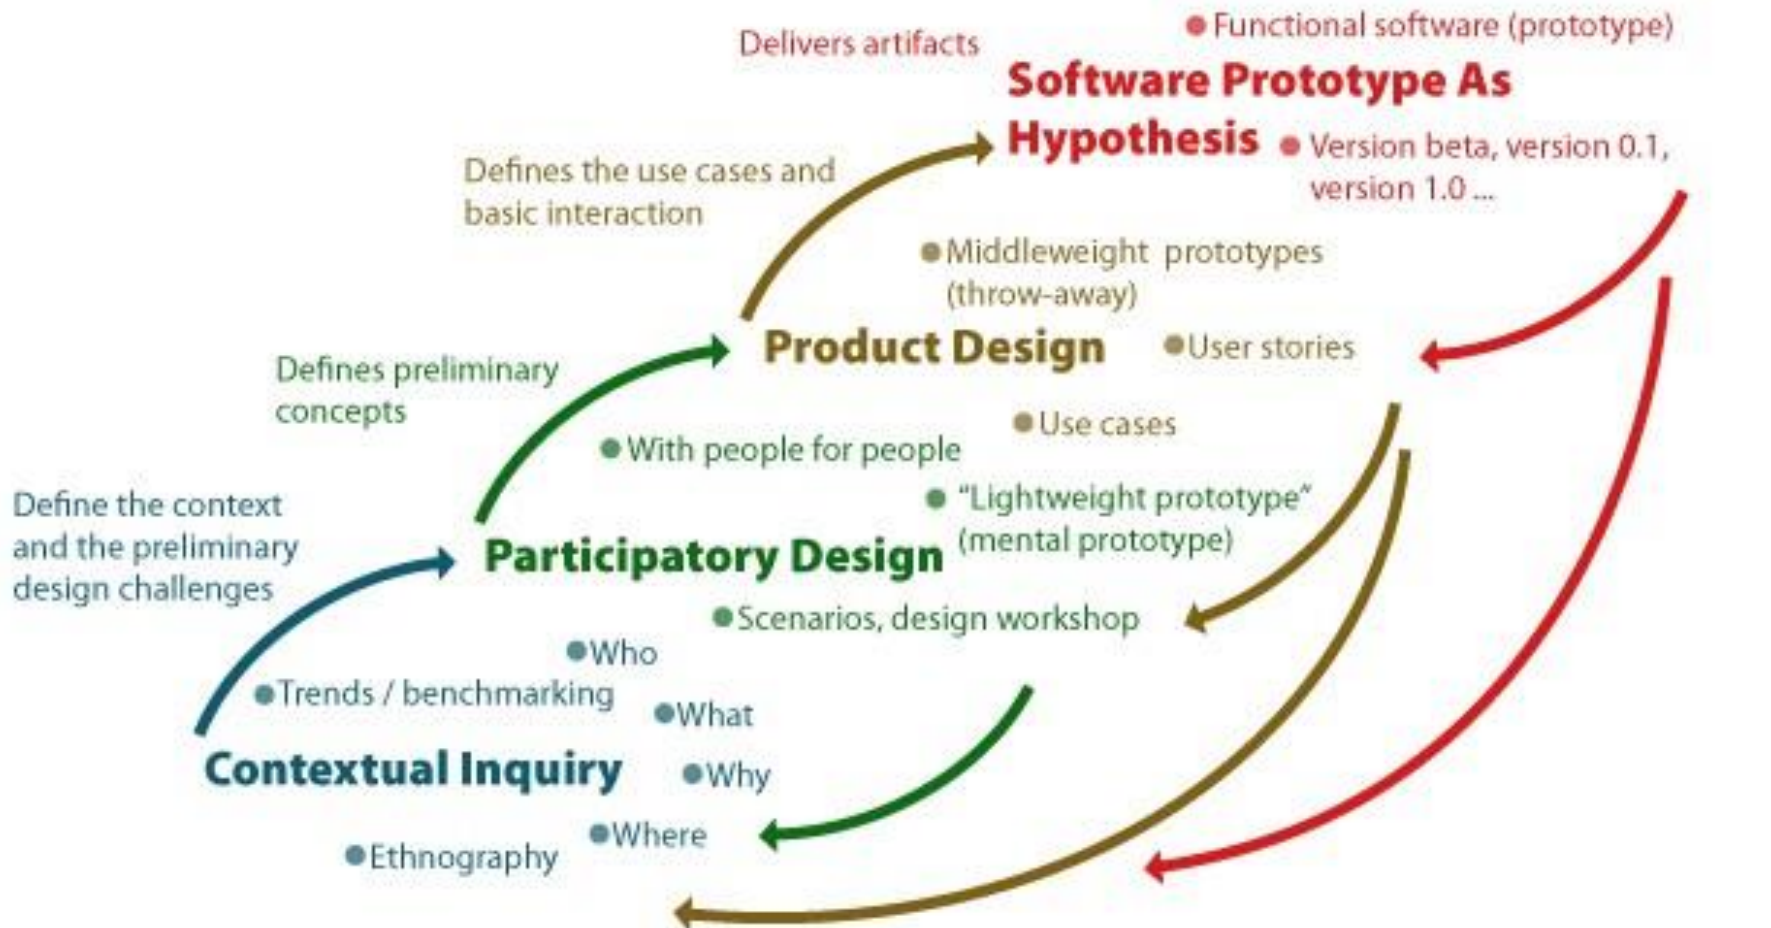 Delivers artifacts
Functional software (prototype)
Software Prototype As
Hypothesis
Version beta, version 0.1,
version 1.0 ...
Defines the use cases and
basic interaction
Middleweight prototypes
(throw-away)
Product Design
User stories
Use cases
Defines preliminary
concepts
With people for people
"Lightweight prototype"
(mental prototype)
Participatory Design
Scenarios, design workshop
Define the context
and the preliminary
design challenges
Who
Trends / benchmarking
What
Contextual Inquiry
Why
Where
Ethnography